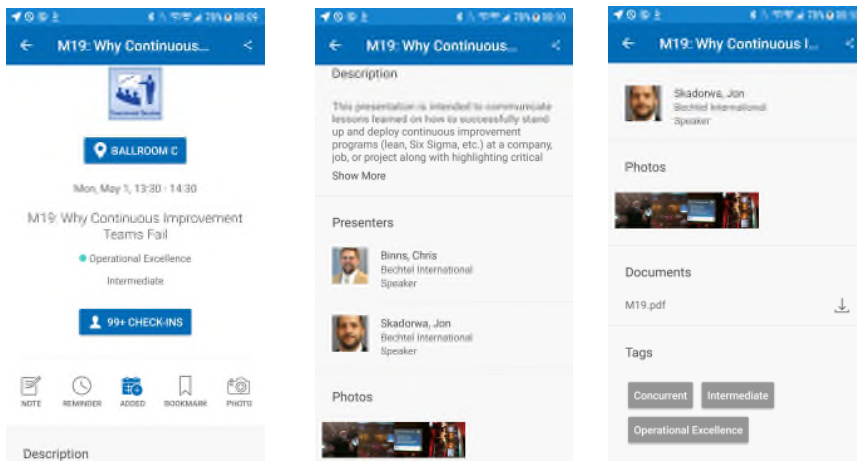 M19: Why Continuous...
BALLROOM C
Mon, May 1, 13:30 - 14:30
M19: Why Continuous Improvement
Teams Fail
Operational Excellence
Intermediate
99+ CHECK-INS
NOTE
REMINDER
ADDED
BOOKMARK
PHOTO
Description
M19: Why Continuous...
Description
This presentation is intended to communicate
lessons learned on how to successfully stand
up and deploy continuous improvement
programs (lean, Six Sigma, etc.) at a company,
job, or project along with highlighting critical
Show More
Presenters
Binns, Chris
Bechtel International
Speaker
Skadorwa, Jon
Bechtel International
Speaker
Photos
M19: Why Continuous I...
Skadorwa, Jon
Bechtel International
Speaker
Photos
Documents
M19.pdf
Tags
Concurrent
Intermediate
Operational Excellence